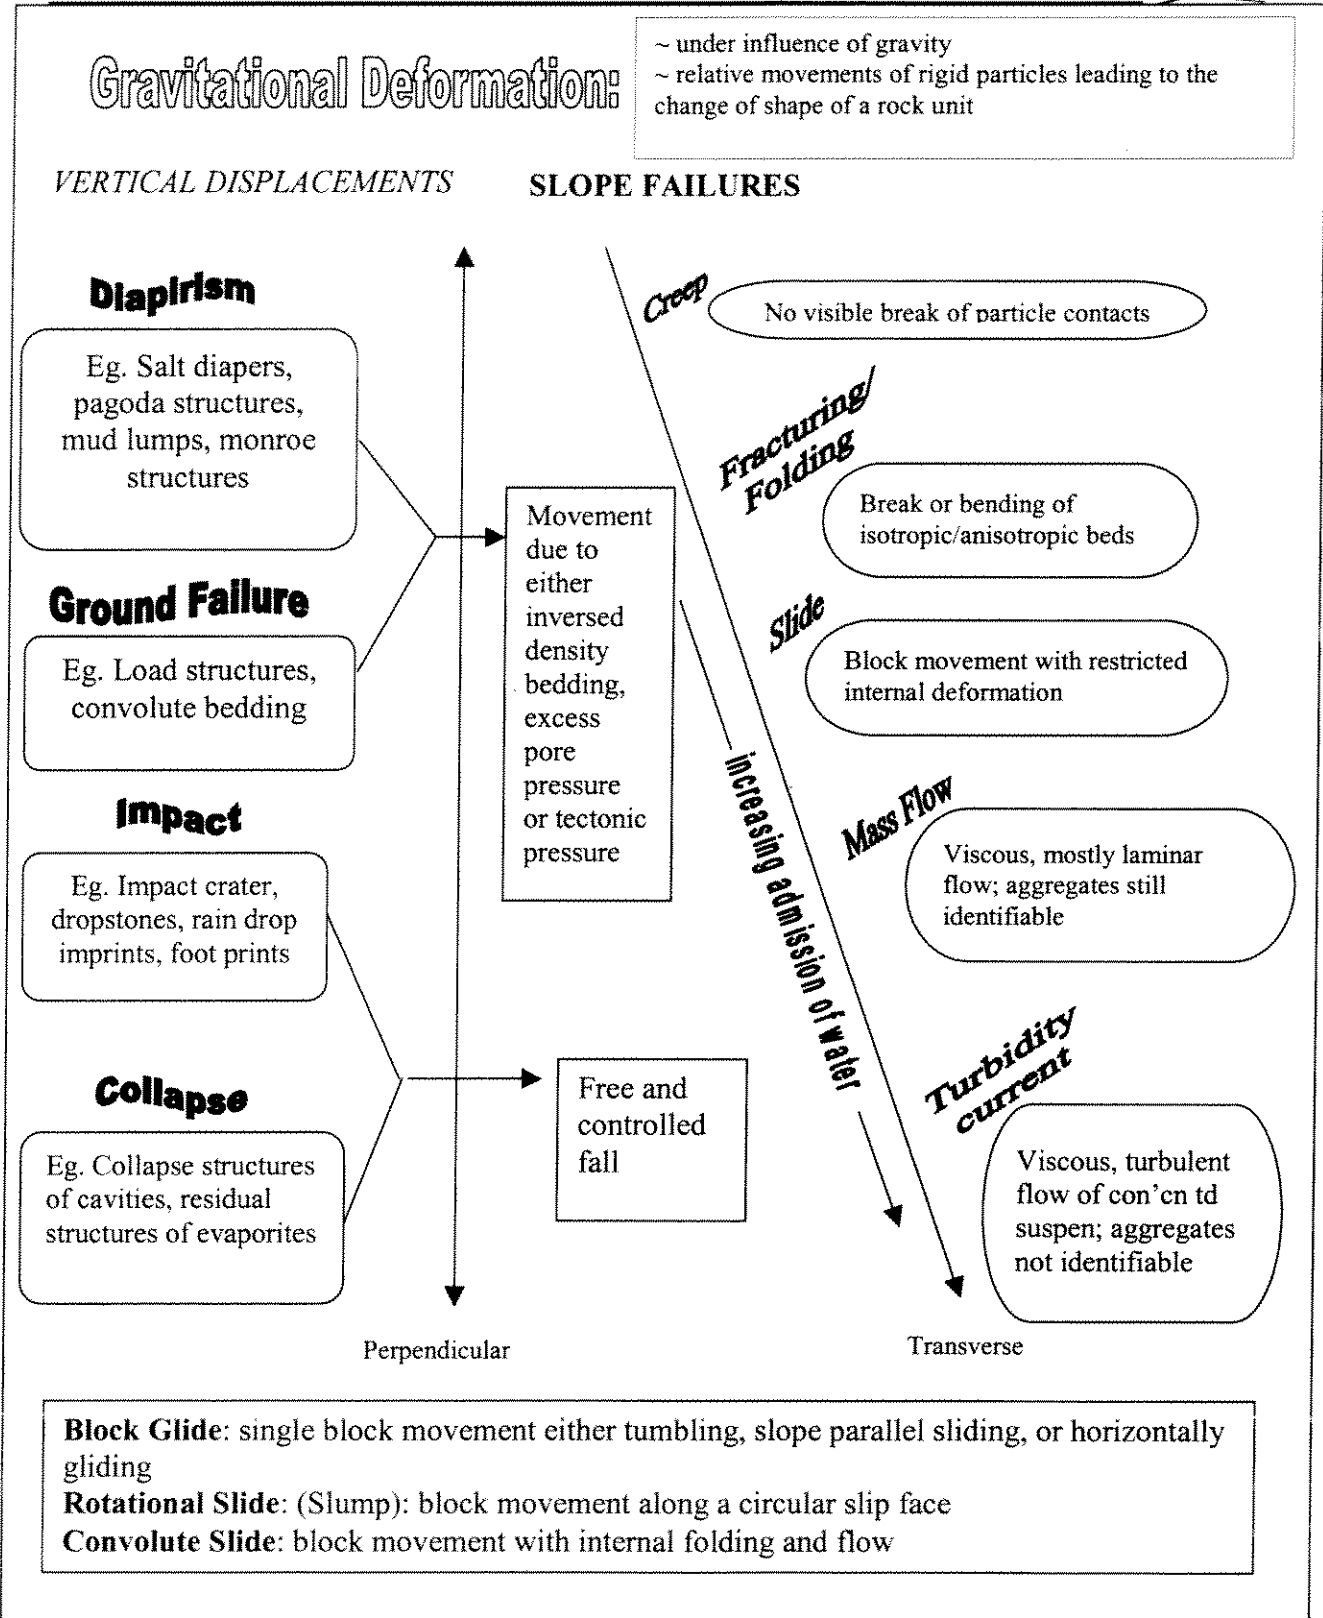 Gravitational Deformation:
~ under influence of gravity
~ relative movements of rigid particles leading to the
change of shape of a rock unit
VERTICAL DISPLACEMENTS
SLOPE FAILURES
Diapirism
Eg. Salt diapers,
pagoda structures,
mud lumps, monroe
structures
Ground Failure
Eg. Load structures,
convolute bedding
Impact
Eg. Impact crater,
dropstones, rain drop
imprints, foot prints
Collapse
Eg. Collapse structures
of cavities, residual
structures of evaporites
Movement
due to
either
inversed
density
bedding,
excess
pore
pressure
or tectonic
pressure
Free and
controlled
fall
Perpendicular
increasing admission of water
Creep
No visible break of particle contacts
Fracturing/
Folding
Break or bending of
isotropic/anisotropic beds
Slide
Block movement with restricted
internal deformation
Mass Flow
Viscous, mostly laminar
flow; aggregates still
identifiable
Turbidity
current
Viscous, turbulent
flow of con'cn td
suspen; aggregates
not identifiable
Transverse
Block Glide: single block movement either tumbling, slope parallel sliding, or horizontally
gliding
Rotational Slide: (Slump): block movement along a circular slip face
Convolute Slide: block movement with internal folding and flow